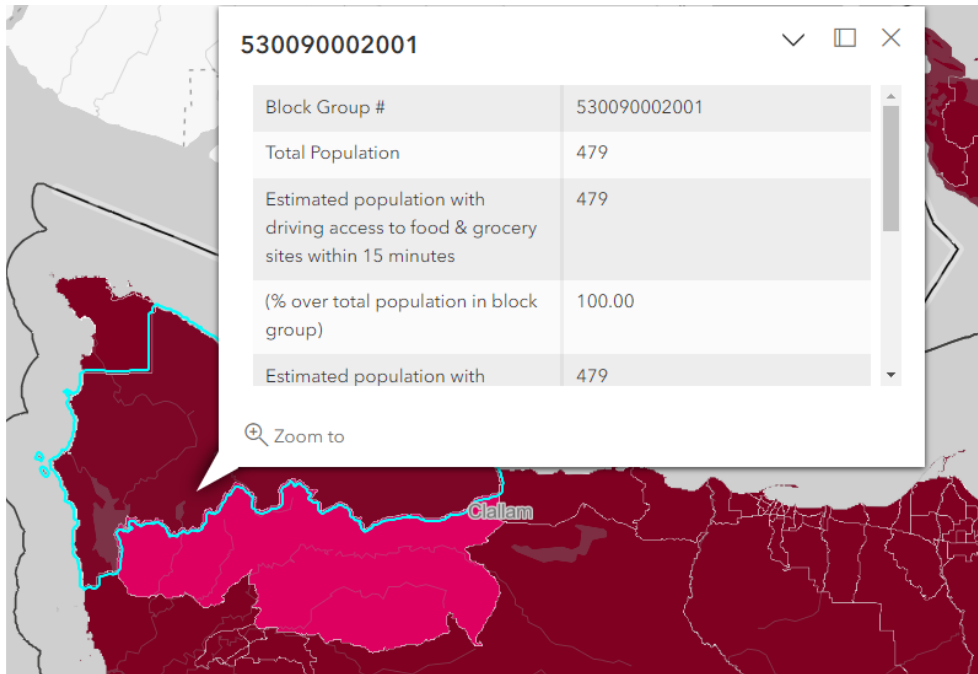 530090002001
Block Group # 530090002001
Total Population 479
Estimated population with 479
driving access to food & grocery
sites within 15 minutes
(% over total population in block 100.00
group)
Estimated population with 479
Zoom to
Clallam